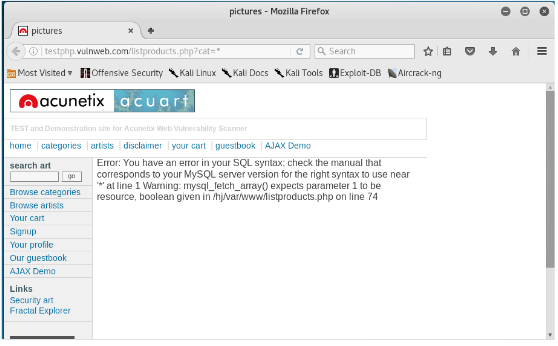 pictures - Mozilla Firefox
pictures
testphp.vulnweb.com/listproducts.php?cat=*
Search
Most Visited Offensive Security Kali Linux Kali Docs Kali Tools Exploit-DB Aircrack-ng
acunetix acuart
TEST and Demonstration site for Acunetix Web Vulnerability Scanner
home | categories | artists | disclaimer | your cart | guestbook | AJAX Demo
search art
go
Browse categories
Browse artists
Your cart
Signup
Your profile
Our guestbook
AJAX Demo
Links
Security art
Fractal Explorer
Error: You have an error in your SQL syntax; check the manual that
corresponds to your MySQL server version for the right syntax to use near
'*' at line 1 Warning: mysql_fetch_array() expects parameter 1 to be
resource, boolean given in /hj/var/www/listproducts.php on line 74